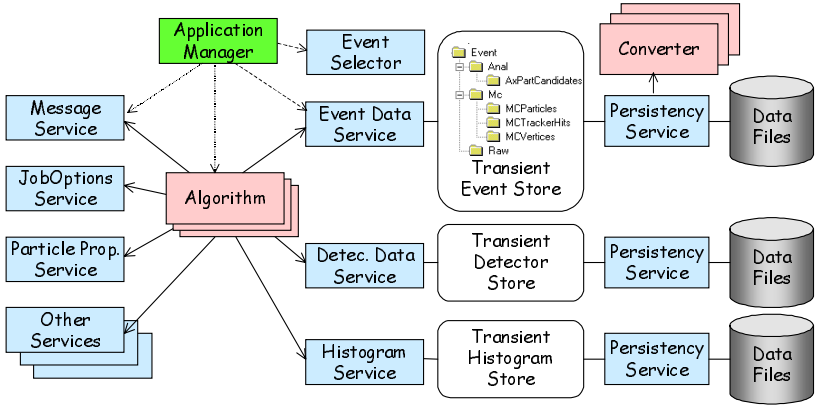 Application
Manager
Event
Selector
Converter
Message
Service
Event Data
Service
Event
Anal
AxPartCandidates
Mc
MCParticles
MCTrackerHits
MCVertices
Raw
Transient
Event Store
Persistency
Service
Data
Files
JobOptions
Service
Algorithm
Particle Prop.
Service
Detec. Data
Service
Transient
Detector
Store
Persistency
Service
Data
Files
Other
Services
Histogram
Service
Transient
Histogram
Store
Persistency
Service
Data
Files